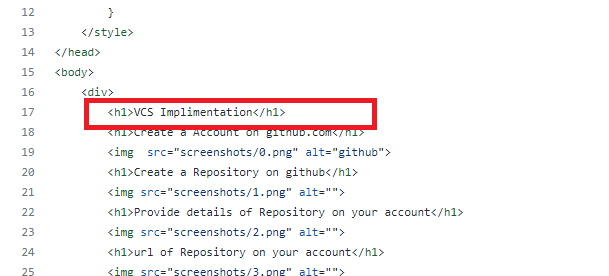 12 }
13 </style>
14 </head>
15 <body>
16 <div>
17 <h1>VCS Implimentation</h1>
18 <h1>Create a Account on github.com</h1>
19 <img  src="screenshots/0.png" alt="github">
20 <h1>Create a Repository on github</h1>
21 <img src="screenshots/1.png" alt="">
22 <h1>Provide details of Repository on your account</h1>
23 <img src="screenshots/2.png" alt="">
24 <h1>url of Repository on your account</h1>
25 <img src="screenshots/3.png" alt="">